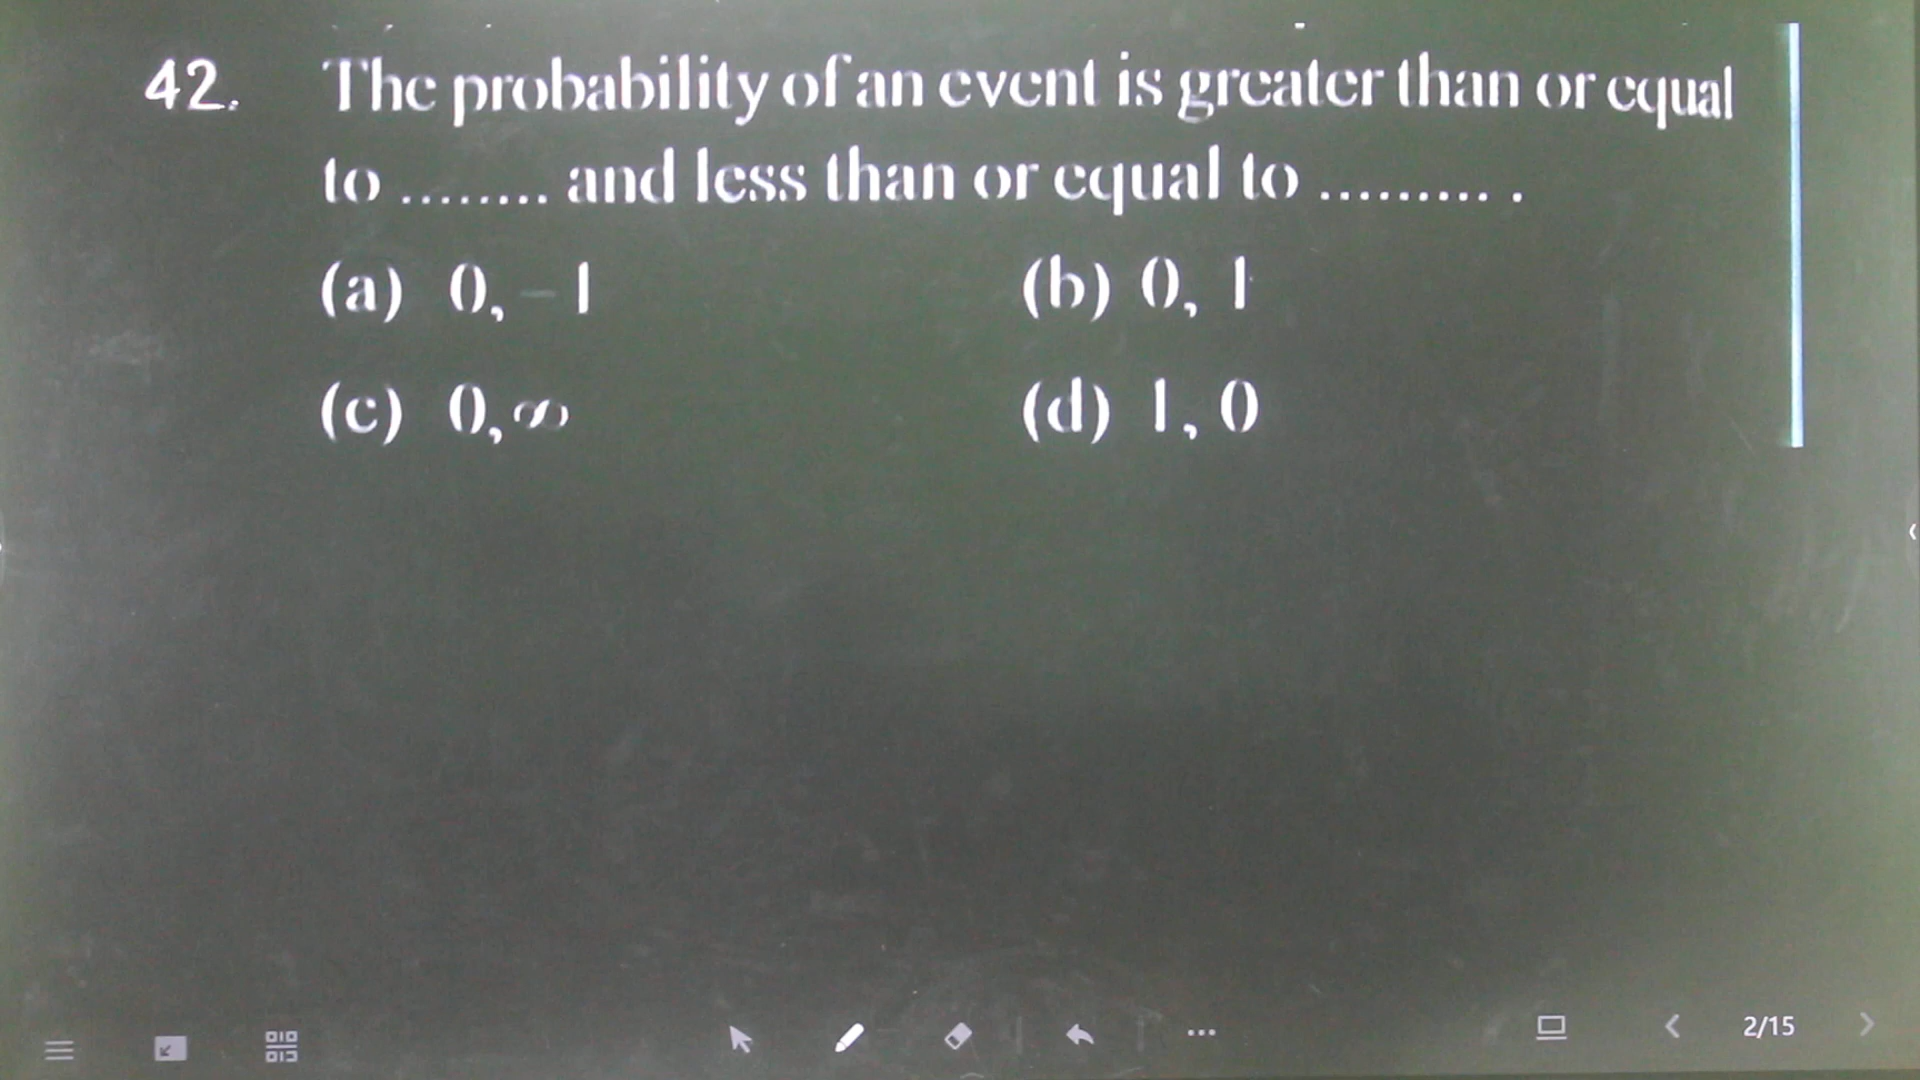 42. The probability of an event is greater than or equal
to ........ and less than or equal to ......... .
(a) 0, – 1 (b) 0, 1
(c) 0, ∞ (d) 1, 0
2/15